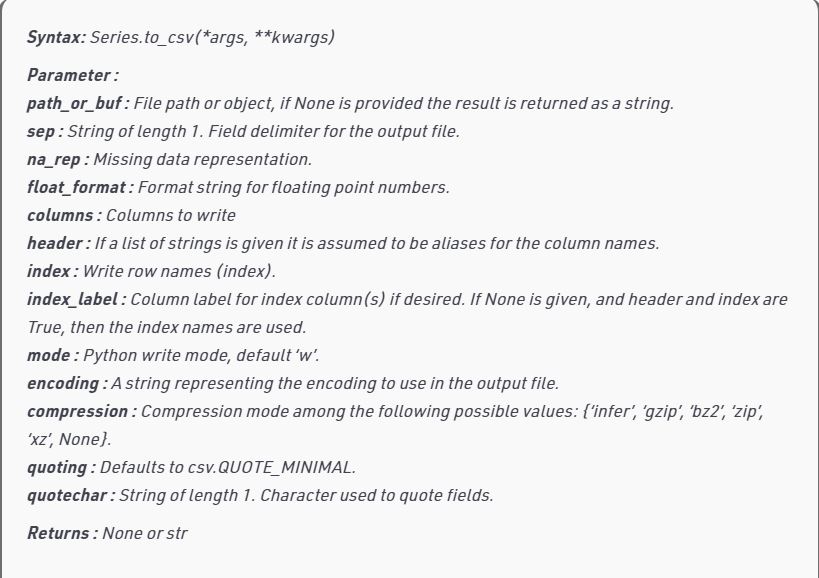 Syntax: Series.to_csv(*args, **kwargs)
Parameter :
path_or_buf : File path or object, if None is provided the result is returned as a string.
sep : String of length 1. Field delimiter for the output file.
na_rep : Missing data representation.
float_format : Format string for floating point numbers.
columns : Columns to write
header : If a list of strings is given it is assumed to be aliases for the column names.
index : Write row names (index).
index_label : Column label for index column(s) if desired. If None is given, and header and index are
True, then the index names are used.
mode : Python write mode, default ‘w’.
encoding : A string representing the encoding to use in the output file.
compression : Compression mode among the following possible values: {‘infer’, ‘gzip’, ‘bz2’, ‘zip’,
‘xz’, None}.
quoting : Defaults to csv.QUOTE_MINIMAL.
quotechar : String of length 1. Character used to quote fields.
Returns : None or str